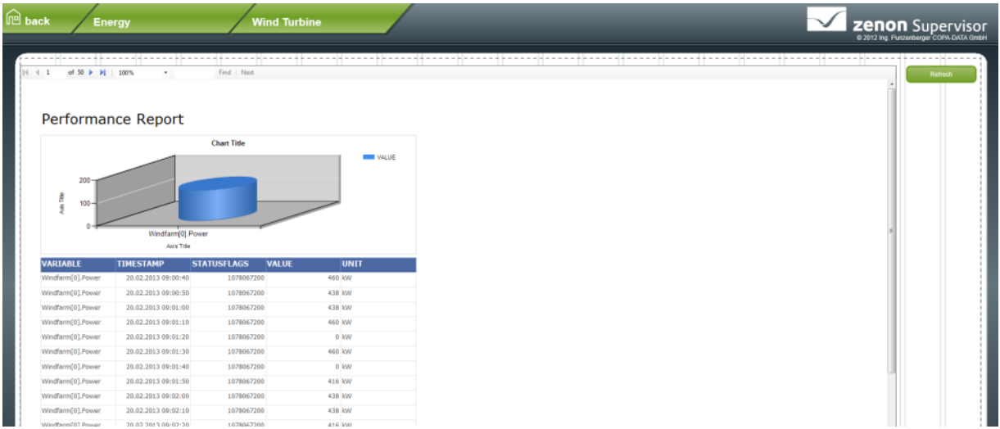 back Energy Wind Turbine
zenon Supervisor
© 2012 Ing. Punzenberger COPA-DATA GmbH
1 of 50 100% Find | Next
Refresh
Performance Report
Chart Title
VALUE
200
100
0
Axis Title
Windfarm[0].Power
Axis Title
VARIABLE TIMESTAMP STATUSFLAGS VALUE UNIT
Windfarm[0].Power 20.02.2013 09:00:40 1078067200 460 kW
Windfarm[0].Power 20.02.2013 09:00:50 1078067200 438 kW
Windfarm[0].Power 20.02.2013 09:01:00 1078067200 438 kW
Windfarm[0].Power 20.02.2013 09:01:10 1078067200 460 kW
Windfarm[0].Power 20.02.2013 09:01:20 1078067200 0 kW
Windfarm[0].Power 20.02.2013 09:01:30 1078067200 460 kW
Windfarm[0].Power 20.02.2013 09:01:40 1078067200 0 kW
Windfarm[0].Power 20.02.2013 09:01:50 1078067200 416 kW
Windfarm[0].Power 20.02.2013 09:02:00 1078067200 438 kW
Windfarm[0].Power 20.02.2013 09:02:10 1078067200 438 kW
Windfarm[0].Power 20.02.2013 09:02:20 1078067200 416 kW